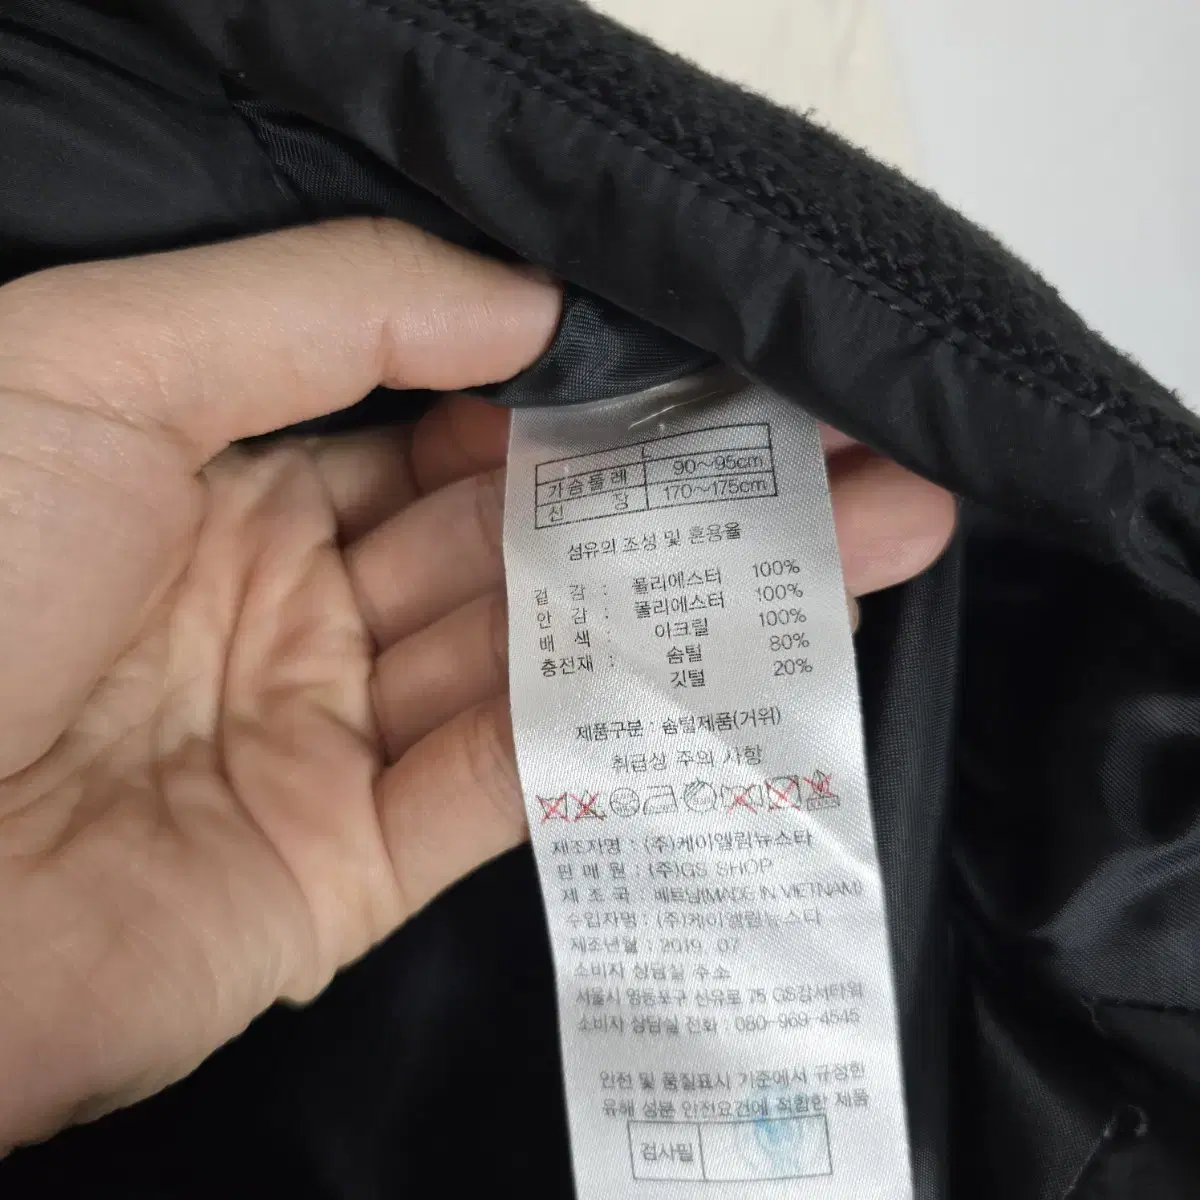 L
가슴둘레 90~95cm
신 장 170~175cm
섬유의 조성 및 혼용율
겉 감 : 폴리에스터 100%
안 감 : 폴리에스터 100%
배 색 : 아크릴 100%
충전재 : 솜털 80%
깃털 20%
제품구분 : 솜털제품(거위)
취급상 주의 사항
제조자명 : (주)케이엘림뉴스타
판 매 원 : (주)GS SHOP
제 조 국 : 베트남(MADE IN VIETNAM)
수입자명 : (주)케이엘림뉴스타
제조년월 : 2019. 07
소비자 상담실 주소
서울시 영등포구 선유로 75 GS강서타워
소비자 상담실 전화 : 080-969-4545
안전 및 품질표시 기준에서 규정한
유해 성분 안전요건에 적합한 제품
검사필